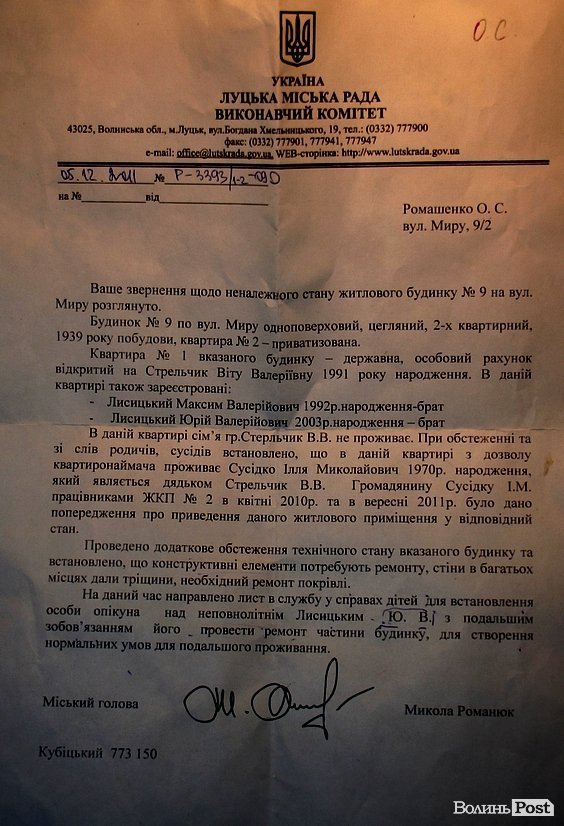 О.С.
УКРАЇНА
ЛУЦЬКА МІСЬКА РАДА
ВИКОНАВЧИЙ КОМІТЕТ
43025, Волинська обл., м.Луцьк, вул.Богдана Хмельницького, 19, тел.: (0332) 777900
факс: (0332) 777901, 777941, 777947
e-mail: office@lutskrada.gov.ua, WEB-сторінка: http://www.lutskrada.gov.ua
05.12.2011 № Р-3393/1-2-090
на № від
Ромашенко О. С.
вул. Миру, 9/2
Ваше звернення щодо неналежного стану житлового будинку № 9 на вул.
Миру розглянуто.
Будинок № 9 по вул. Миру одноповерховий, цегляний, 2-х квартирний,
1939 року побудови, квартира № 2 – приватизована.
Квартира № 1 вказаного будинку – державна, особовий рахунок
відкритий на Стрельчик Віту Валеріївну 1991 року народження. В даній
квартирі також зареєстровані:
- Лисицький Максим Валерійович 1992р.народження-брат
- Лисицький Юрій Валерійович 2003р.народження – брат
В даній квартирі сім'я гр.Стерльчик В.В. не проживає. При обстеженні та
зі слів родичів, сусідів встановлено, що в даній квартирі з дозволу
квартиронаймача проживає Сусідко Ілля Миколайович 1970р. народження,
який являється дядьком Стрельчик В.В. Громадянину Сусідку І.М.
працівниками ЖКП № 2 в квітні 2010р. та в вересні 2011р. було дано
попередження про приведення даного житлового приміщення у відповідний
стан.
Проведено додаткове обстеження технічного стану вказаного будинку та
встановлено, що конструктивні елементи потребують ремонту, стіни в багатьох
місцях дали тріщини, необхідний ремонт покрівлі.
На даний час направлено лист в службу у справах дітей для встановлення
особи опікуна над неповнолітнім Лисицьким Ю. В. з подальшим
зобов'язанням його провести ремонт частини будинку, для створення
нормальних умов для подальшого проживання.
Міський голова Микола Романюк
Кубіцький 773 150
ВолиньPost